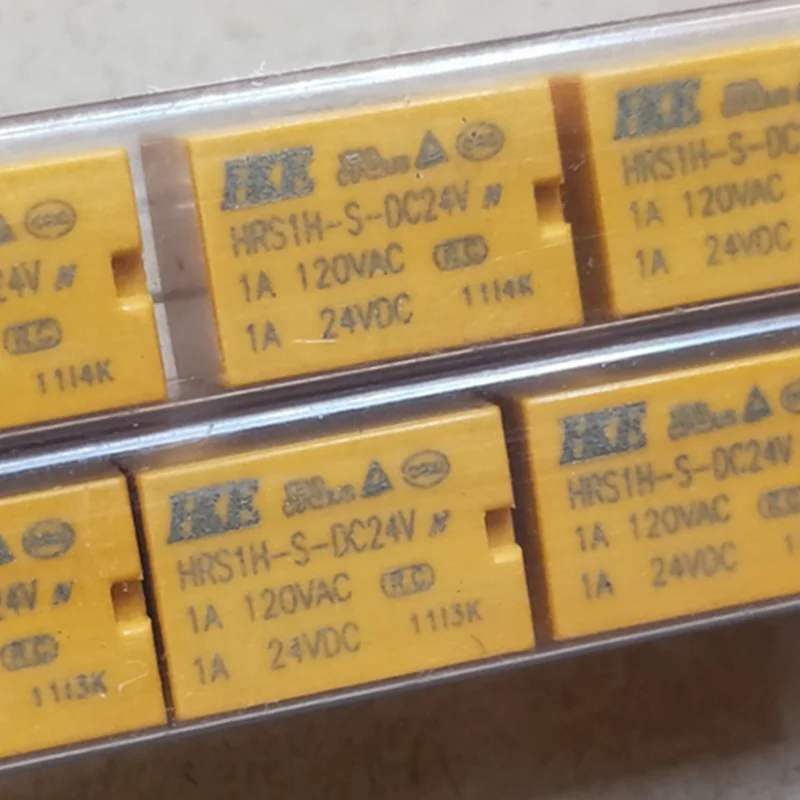 HKE
HRS1H-S-DC24V
1A 120VAC
1A 24VDC 1114K
HKE
HRS1H-S-DC
1A 120VAC
1A 24VDC
24V
1114K
HKE
HRS1H-S-DC24V
1A 120VAC
1A 24VDC 1113K
HKE
HRS1H-S-DC24V
1A 120VAC
1A 24VDC
24V
1113K